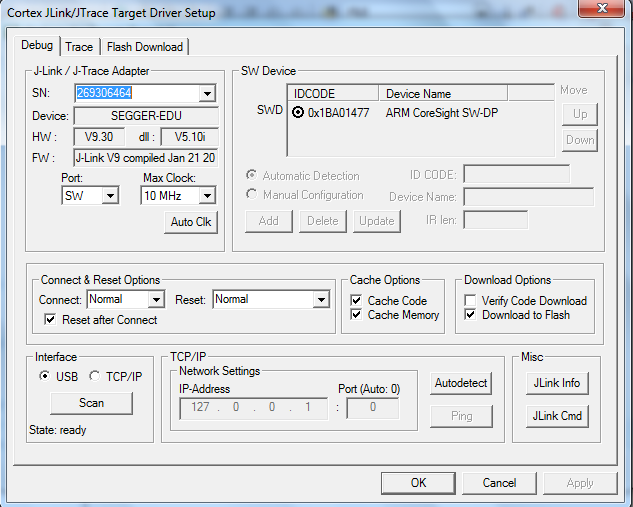 Cortex JLink/JTrace Target Driver Setup
Debug Trace Flash Download
J-Link / J-Trace Adapter
SN: 269306464
Device: SEGGER-EDU
HW : V9.30 dll : V5.10i
FW : J-Link V9 compiled Jan 21 20
Port: Max Clock:
SW 10 MHz
Auto Clk
SW Device
IDCODE Device Name Move
SWD 0x1BA01477 ARM CoreSight SW-DP
Up
Down
Automatic Detection ID CODE:
Manual Configuration Device Name:
Add Delete Update IR len:
Connect & Reset Options
Connect: Normal Reset: Normal
Reset after Connect
Cache Options
Cache Code
Cache Memory
Download Options
Verify Code Download
Download to Flash
Interface
USB TCP/IP
Scan
State: ready
TCP/IP
Network Settings
IP-Address Port (Auto: 0)
127 . 0 . 0 . 1 : 0
Autodetect
Ping
Misc
JLink Info
JLink Cmd
OK Cancel Apply